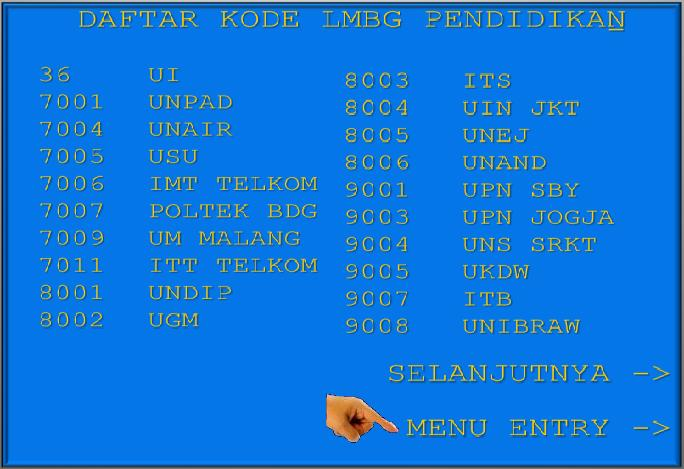 DAFTAR KODE LMBG PENDIDIKAN
36 UI
7001 UNPAD
7004 UNAIR
7005 USU
7006 IMT TELKOM
7007 POLTEK BDG
7009 UM MALANG
7011 ITT TELKOM
8001 UNDIP
8002 UGM
8003 ITS
8004 UIN JKT
8005 UNEJ
8006 UNAND
9001 UPN SBY
9003 UPN JOGJA
9004 UNS SRKT
9005 UKDW
9007 ITB
9008 UNIBRAW
SELANJUTNYA ->
MENU ENTRY ->